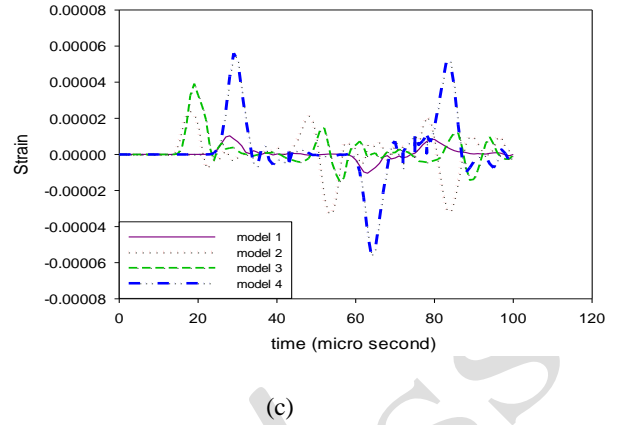 0.00008
0.00006
0.00004
0.00002
0.00000
-0.00002
-0.00004
-0.00006
-0.00008
Strain
model 1
model 2
model 3
model 4
0 20 40 60 80 100 120
time (micro second)
(c)